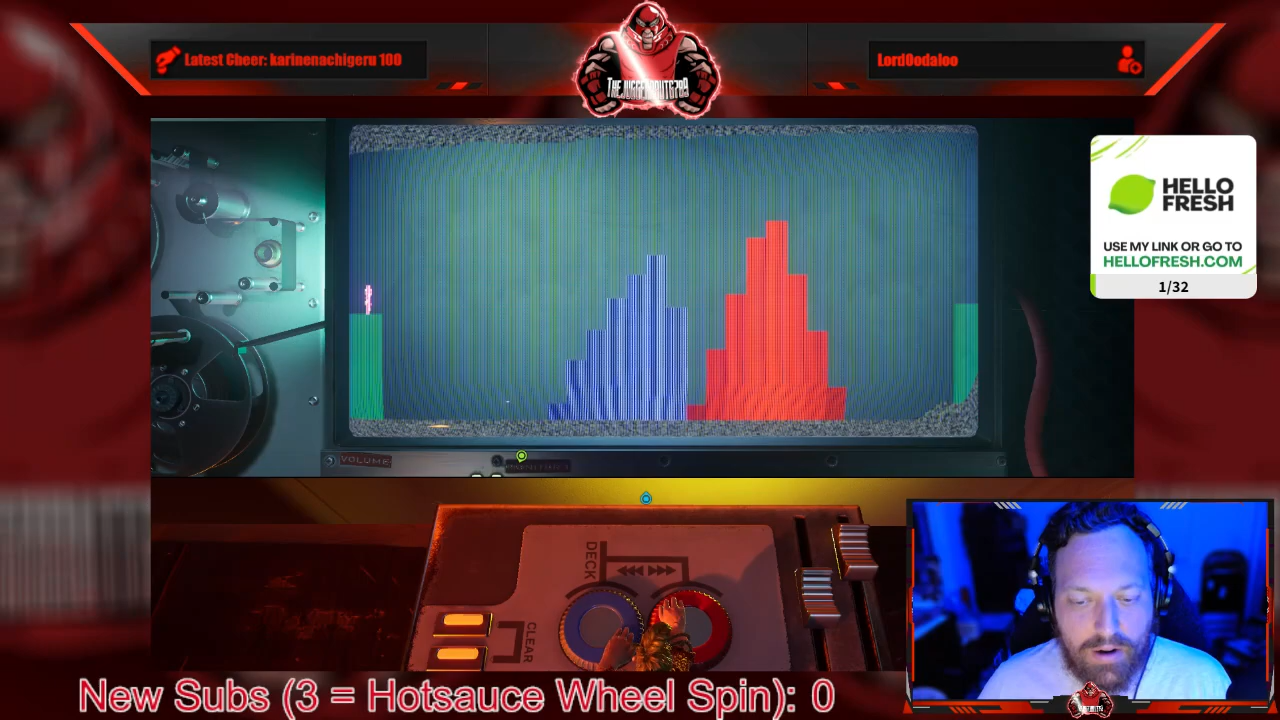 Latest Cheer: karinenachigeru 100
THEJUGGERNAUTE789
LordOodaloo
HELLO
FRESH
USE MY LINK OR GO TO
HELLOFRESH.COM
1/32
VOLUME
DECK
CLEAR
New Subs (3 = Hotsauce Wheel Spin): 0